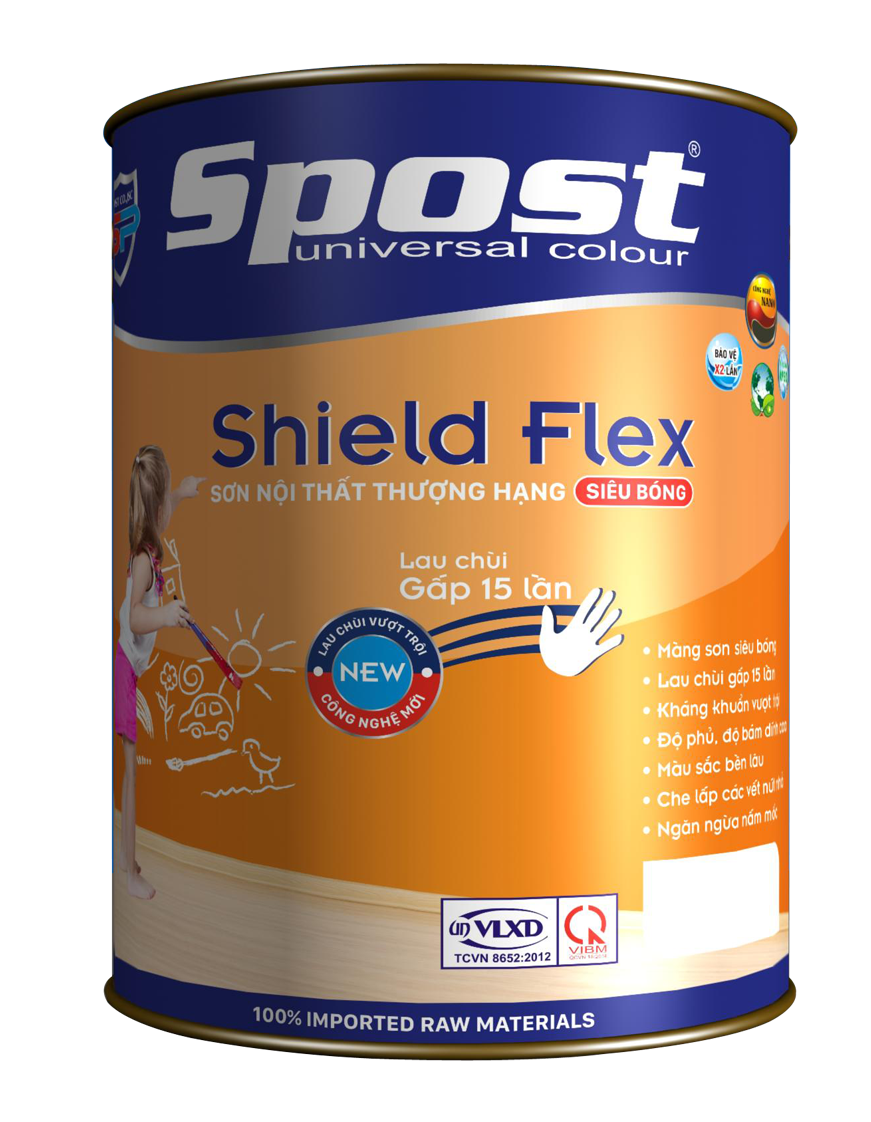 Spost®
universal colour
CÔNG NGHỆ
NANO
BẢO VỆ
X2 LẦN
Shield Flex
SƠN NỘI THẤT THƯỢNG HẠNG SIÊU BÓNG
Lau chùi
Gấp 15 lần
LAU CHÙI VƯỢT TRỘI
NEW
CÔNG NGHỆ MỚI
• Màng sơn siêu bóng
• Lau chùi gấp 15 lần
• Kháng khuẩn vượt trội
• Độ phủ, độ bám dính cao
• Màu sắc bền lâu
• Che lấp các vết nứt nhỏ
• Ngăn ngừa nấm mốc
VLXD
TCVN 8652:2012
VIBM
100% IMPORTED RAW MATERIALS